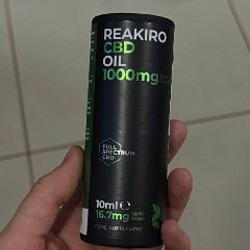 REAKIRO
CBD
OIL
1000mg
FULL
SPECTRUM
CBD
10ml e
16.7mg